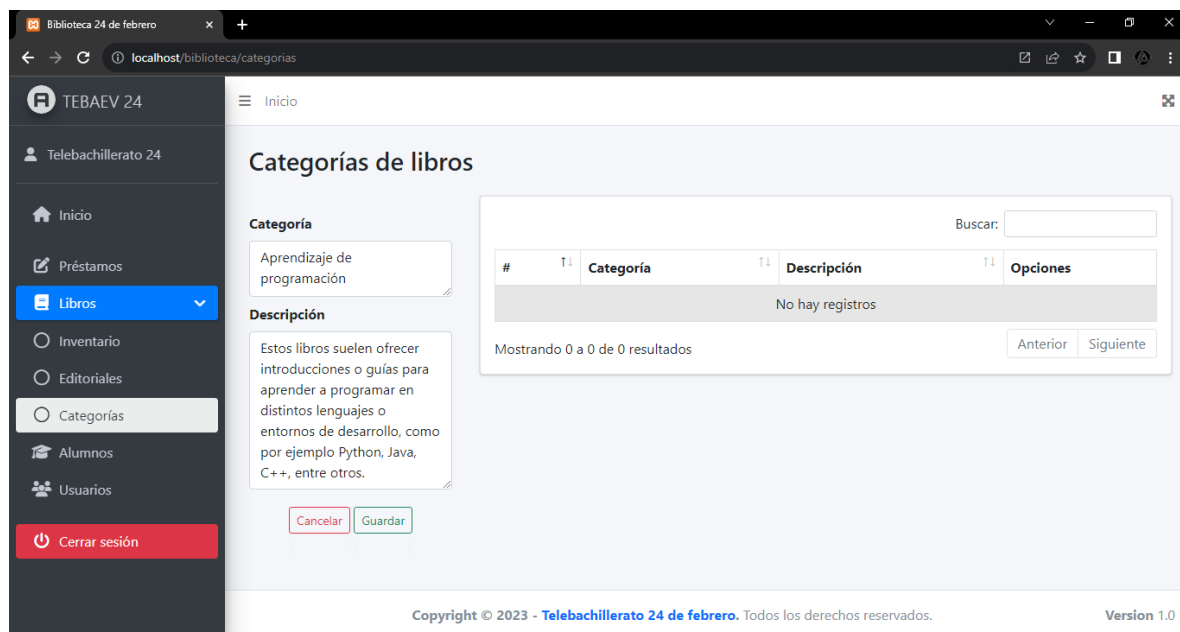 Biblioteca 24 de febrero
localhost/biblioteca/categorias
TEBAEV 24
Inicio
Telebachillerato 24
Categorías de libros
Inicio
Préstamos
Libros
Inventario
Editoriales
Categorías
Alumnos
Usuarios
Cerrar sesión
Categoría
Aprendizaje de
programación
Descripción
Estos libros suelen ofrecer
introducciones o guías para
aprender a programar en
distintos lenguajes o
entornos de desarrollo, como
por ejemplo Python, Java,
C++, entre otros.
Cancelar Guardar
Buscar:
# Categoría Descripción Opciones
No hay registros
Mostrando 0 a 0 de 0 resultados
Anterior Siguiente
Copyright © 2023 - Telebachillerato 24 de febrero. Todos los derechos reservados.
Version 1.0